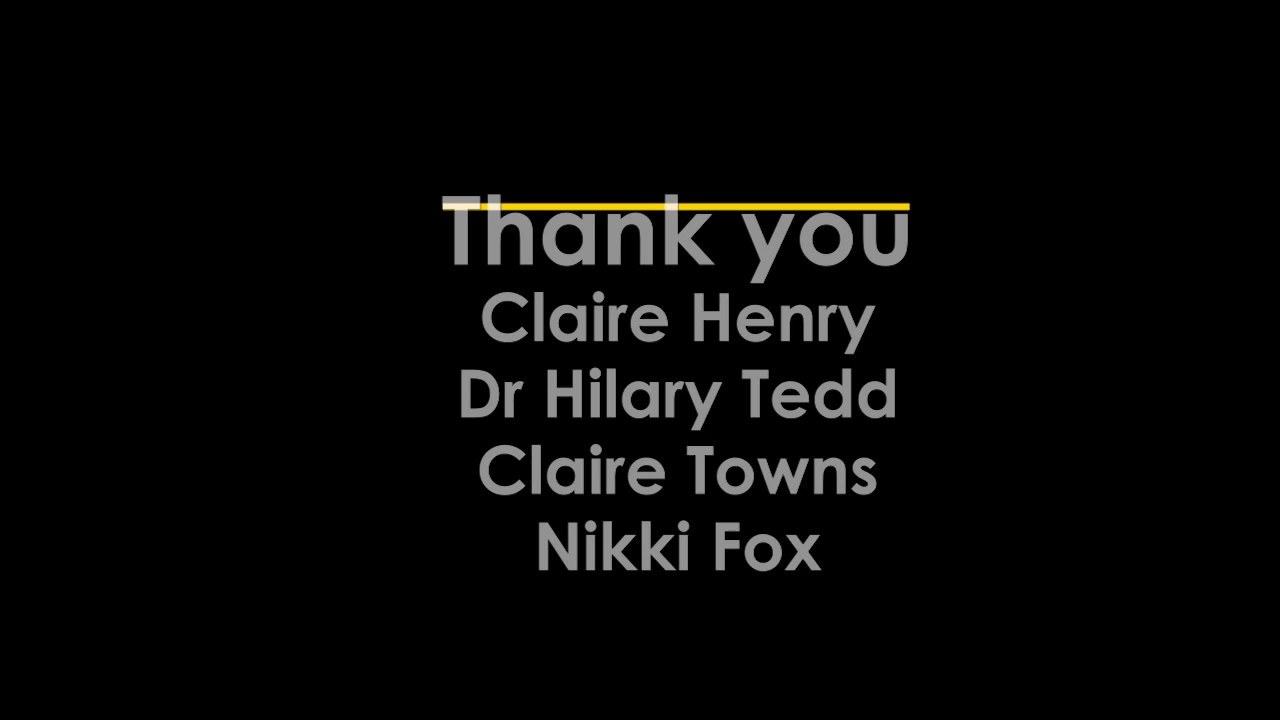 Thank you
Claire Henry
Dr Hilary Tedd
Claire Towns
Nikki Fox